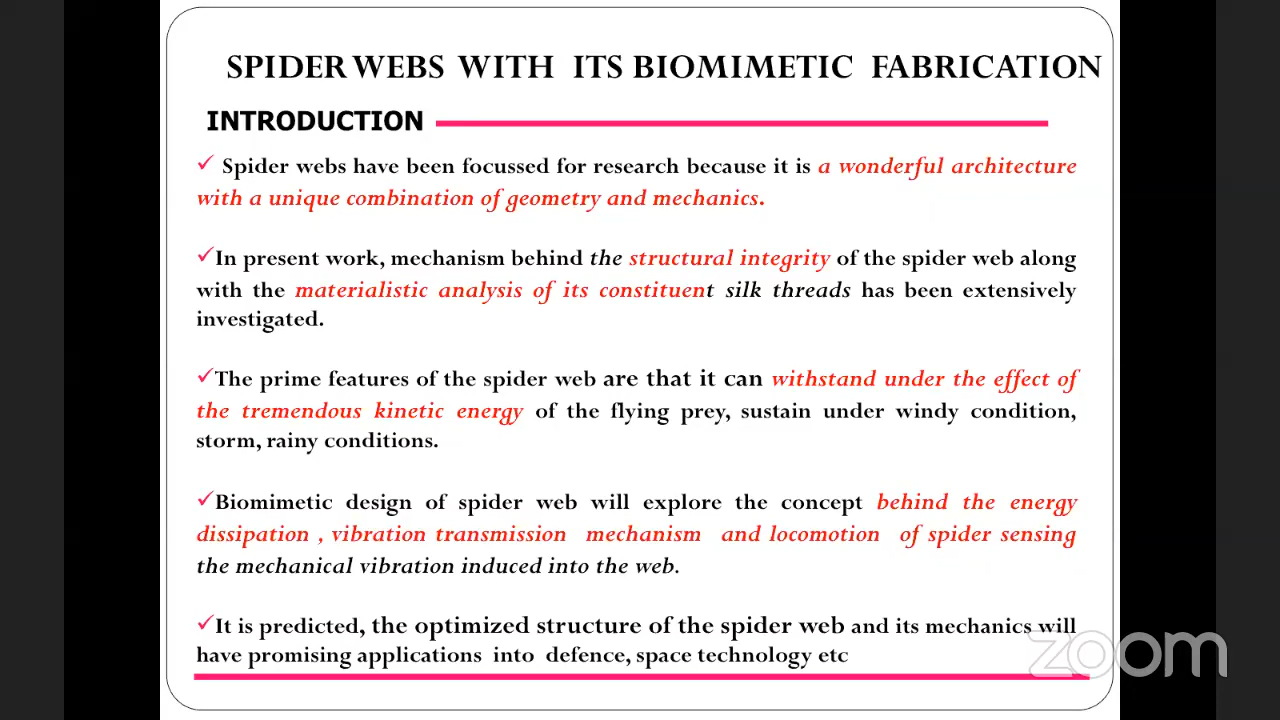 SPIDER WEBS WITH ITS BIOMIMETIC FABRICATION
INTRODUCTION
✓ Spider webs have been focussed for research because it is a wonderful architecture
with a unique combination of geometry and mechanics.
✓In present work, mechanism behind the structural integrity of the spider web along
with the materialistic analysis of its constituent silk threads has been extensively
investigated.
✓The prime features of the spider web are that it can withstand under the effect of
the tremendous kinetic energy of the flying prey, sustain under windy condition,
storm, rainy conditions.
✓Biomimetic design of spider web will explore the concept behind the energy
dissipation , vibration transmission mechanism and locomotion of spider sensing
the mechanical vibration induced into the web.
✓It is predicted, the optimized structure of the spider web and its mechanics will
have promising applications into defence, space technology etc
zoom